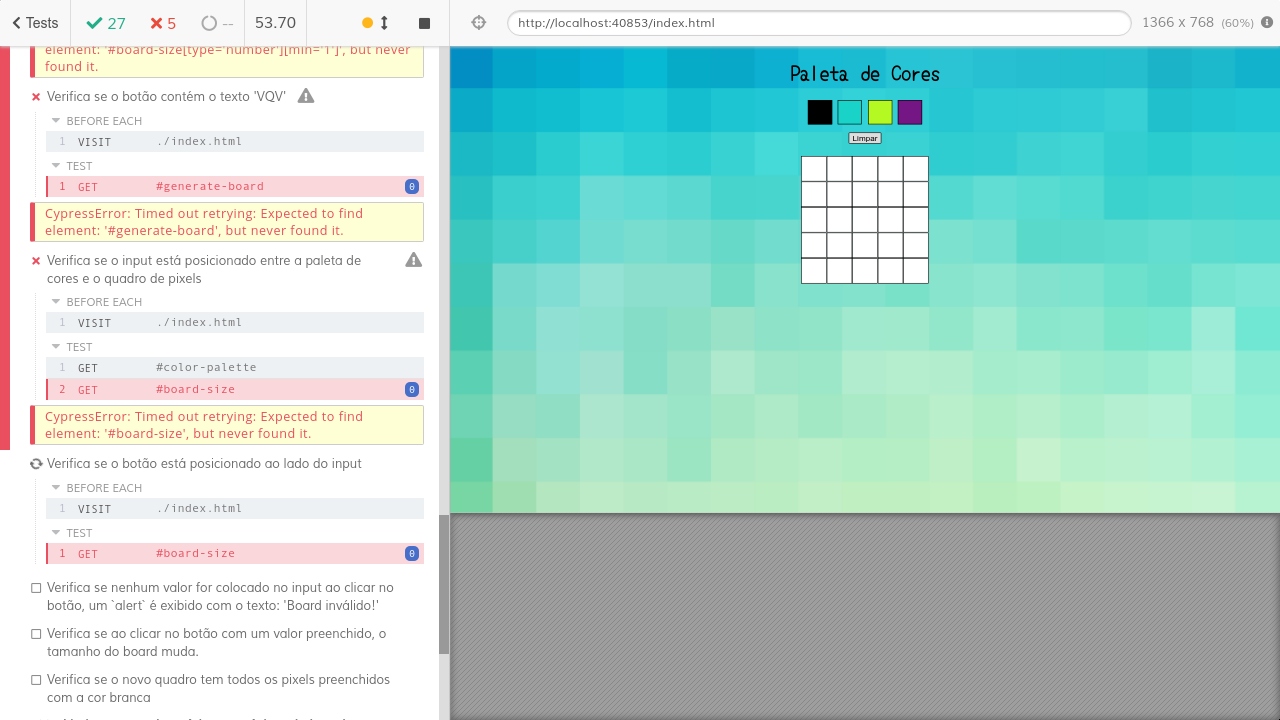 Tests
27
5
--
53.70
http://localhost:40853/index.html
1366 x 768 (60%)
element: '#board-size[type='number'][min='1']', but never
found it.
Verifica se o botão contém o texto 'VQV'
BEFORE EACH
1 VISIT ./index.html
TEST
1 GET #generate-board 0
CypressError: Timed out retrying: Expected to find
element: '#generate-board', but never found it.
Verifica se o input está posicionado entre a paleta de
cores e o quadro de pixels
BEFORE EACH
1 VISIT ./index.html
TEST
1 GET #color-palette
2 GET #board-size 0
CypressError: Timed out retrying: Expected to find
element: '#board-size', but never found it.
Verifica se o botão está posicionado ao lado do input
BEFORE EACH
1 VISIT ./index.html
TEST
1 GET #board-size 0
Verifica se nenhum valor for colocado no input ao clicar no
botão, um `alert` é exibido com o texto: 'Board inválido!'
Verifica se ao clicar no botão com um valor preenchido, o
tamanho do board muda.
Verifica se o novo quadro tem todos os pixels preenchidos
com a cor branca
Paleta de Cores
Limpar